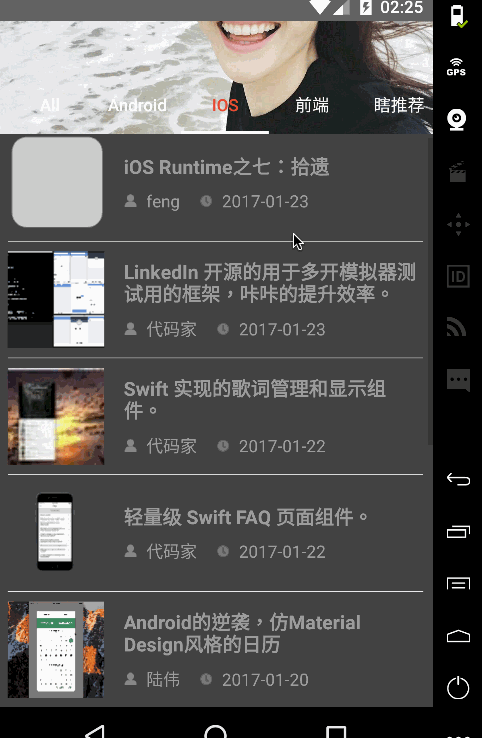 02:25
All Android IOS 前端 瞎推荐
iOS Runtime之七：拾遗
feng 2017-01-23
LinkedIn 开源的用于多开模拟器测
试用的框架，咔咔的提升效率。
代码家 2017-01-23
Swift 实现的歌词管理和显示组
件。
代码家 2017-01-22
轻量级 Swift FAQ 页面组件。
代码家 2017-01-22
Android的逆袭，仿Material
Design风格的日历
陆伟 2017-01-20
GPS
ID